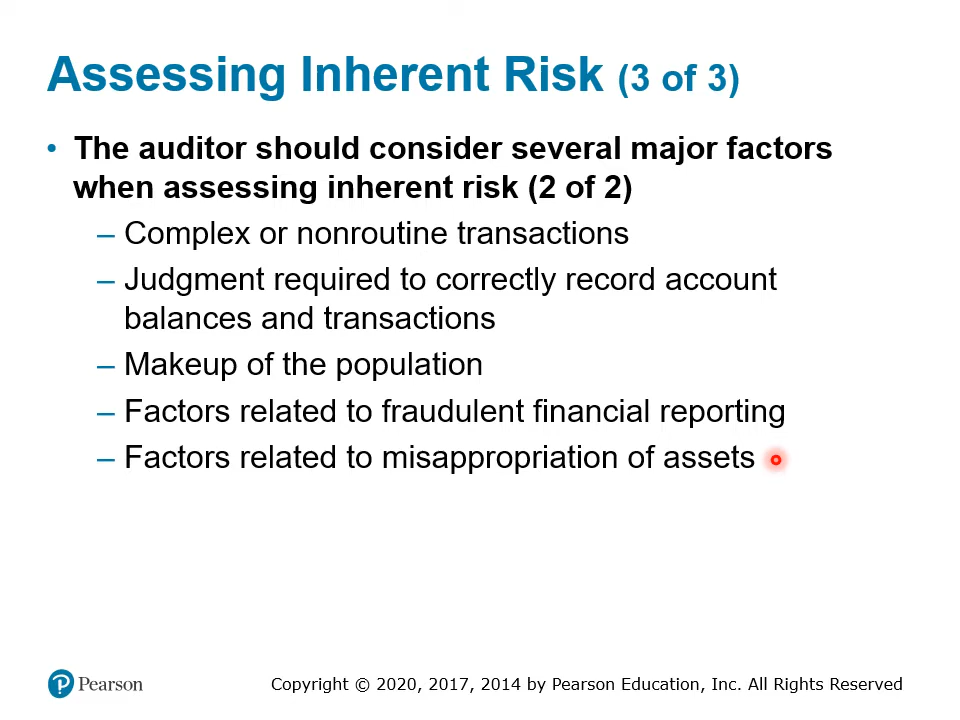 Assessing Inherent Risk (3 of 3)
• The auditor should consider several major factors
when assessing inherent risk (2 of 2)
– Complex or nonroutine transactions
– Judgment required to correctly record account
balances and transactions
– Makeup of the population
– Factors related to fraudulent financial reporting
– Factors related to misappropriation of assets
Pearson
Copyright © 2020, 2017, 2014 by Pearson Education, Inc. All Rights Reserved